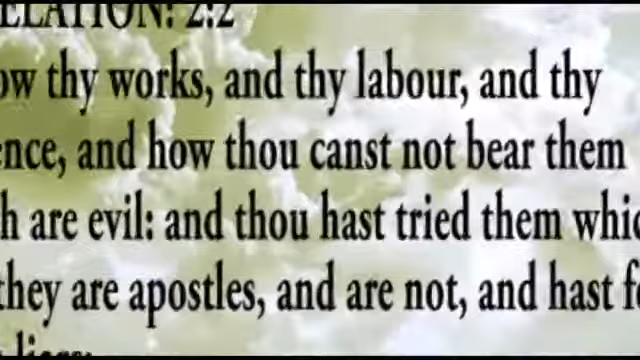 ELATION: 2:2
ow thy works, and thy labour, and thy
ence, and how thou canst not bear them
h are evil: and thou hast tried them whic
they are apostles, and are not, and hast f
liars: